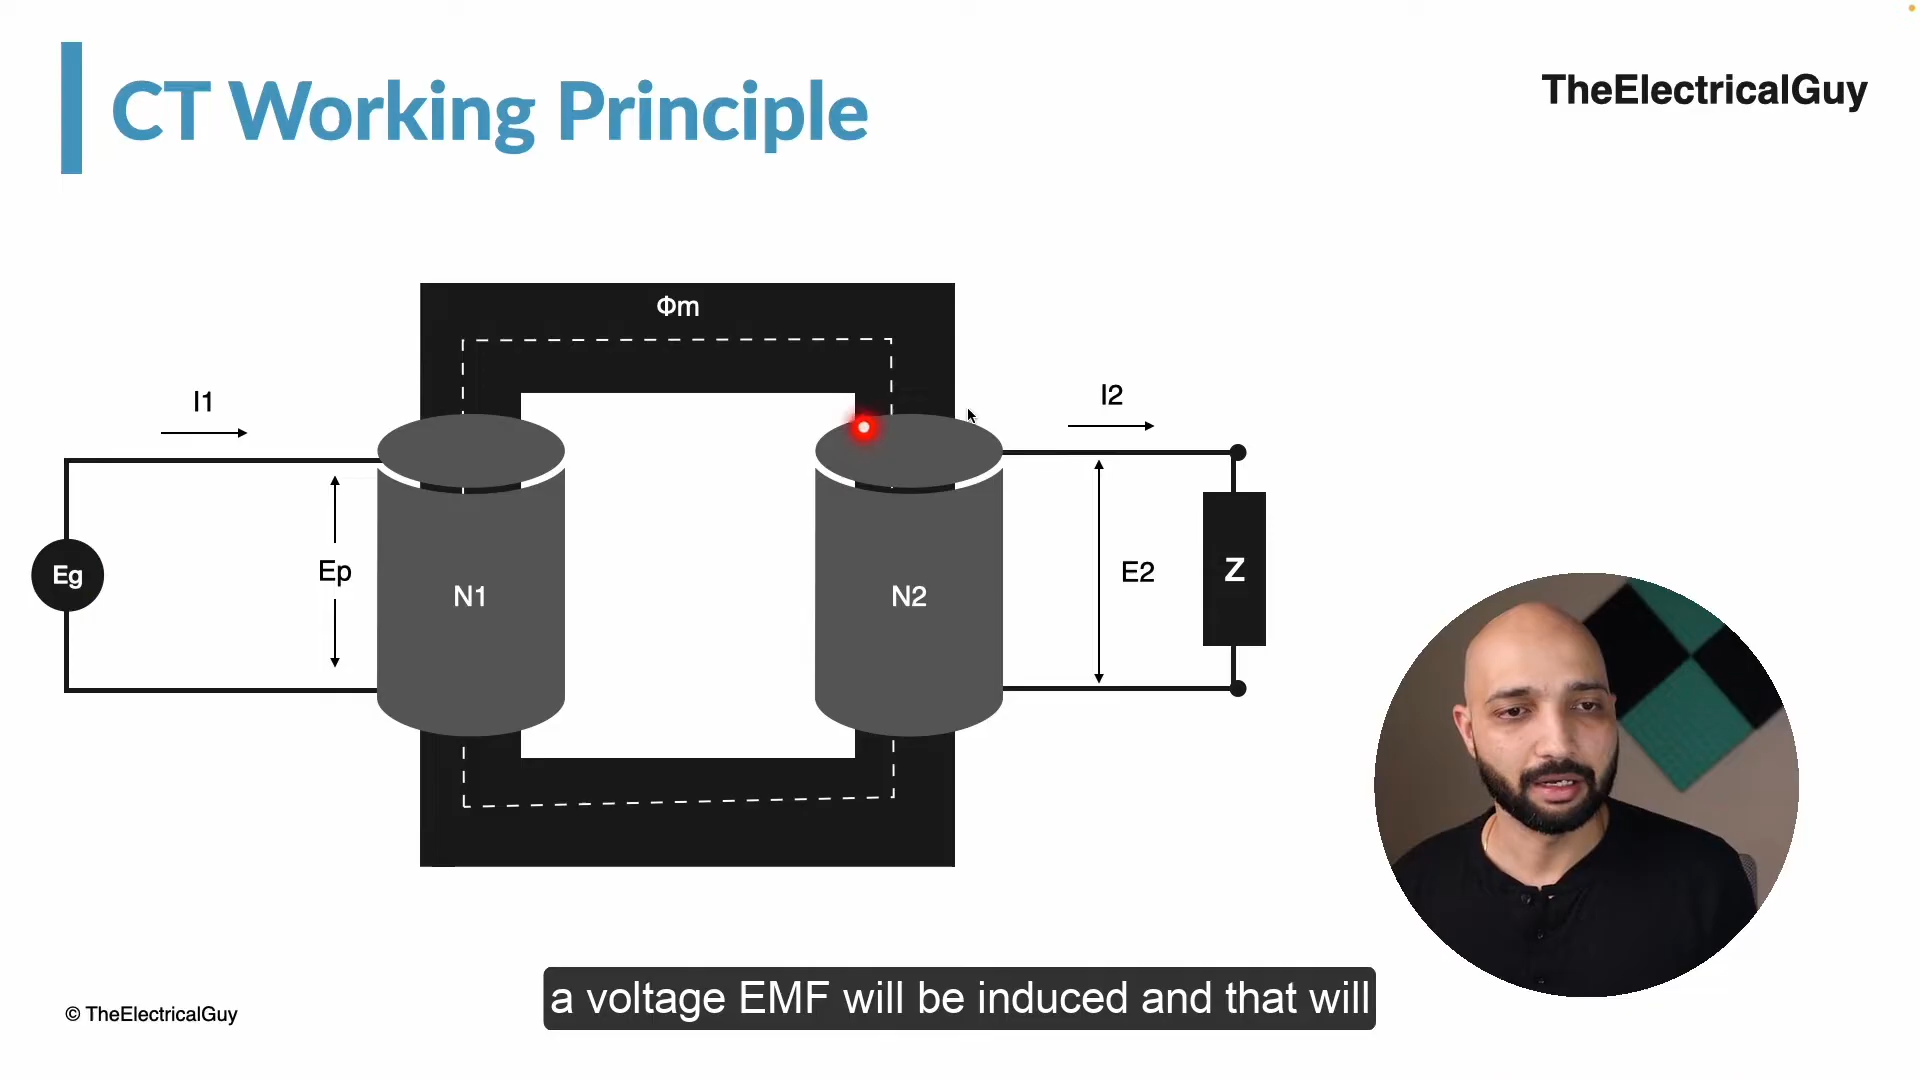 CT Working Principle
TheElectricalGuy
Φm
I1
I2
Eg
Ep
N1
N2
E2
Z
a voltage EMF will be induced and that will
© TheElectricalGuy